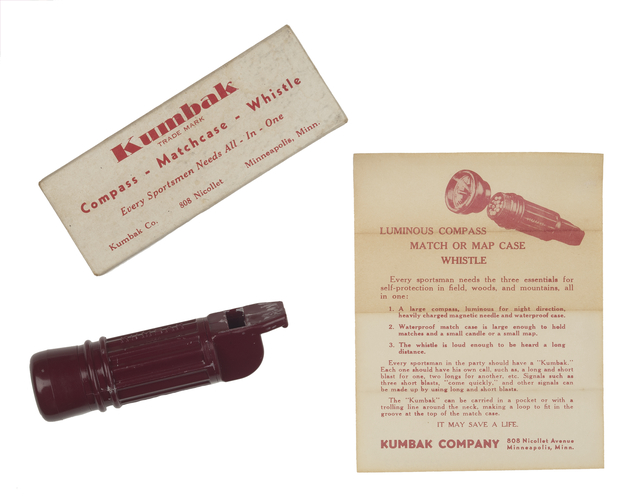 Kumbak
TRADE MARK
Compass - Matchcase - Whistle
Every Sportsmen Needs All - In - One
Kumbak Co. 808 Nicollet Minneapolis, Minn.
LUMINOUS COMPASS
MATCH OR MAP CASE
WHISTLE
Every sportsman needs the three essentials for
self-protection in field, woods, and mountains, all
in one:
1. A large compass, luminous for night direction,
heavily charged magnetic needle and waterproof case.
2. Waterproof match case is large enough to hold
matches and a small candle or a small map.
3. The whistle is loud enough to be heard a long
distance.
Every sportsman in the party should have a "Kumbak."
Each one should have his own call, such as, a long and short
blast for one, two longs for another, etc. Signals such as
three short blasts, "come quickly," and other signals can
be made up by using long and short blasts.
The "Kumbak" can be carried in a pocket or with a
trolling line around the neck, making a loop to fit in the
groove at the top of the match case.
IT MAY SAVE A LIFE.
KUMBAK COMPANY 808 Nicollet Avenue
Minneapolis, Minn.